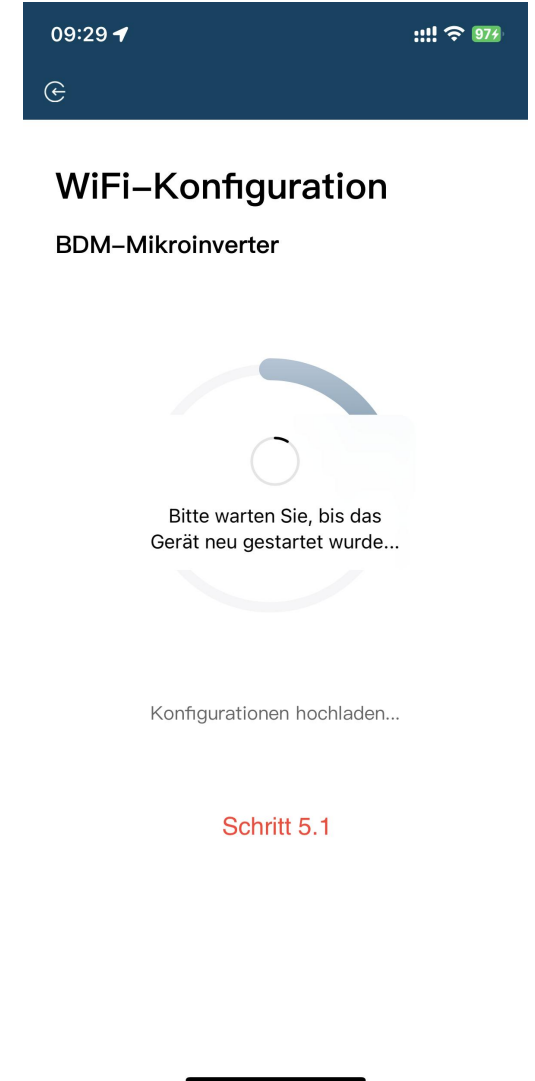 09:29
97
WiFi–Konfiguration
BDM–Mikroinverter
Bitte warten Sie, bis das
Gerät neu gestartet wurde...
Konfigurationen hochladen...
Schritt 5.1